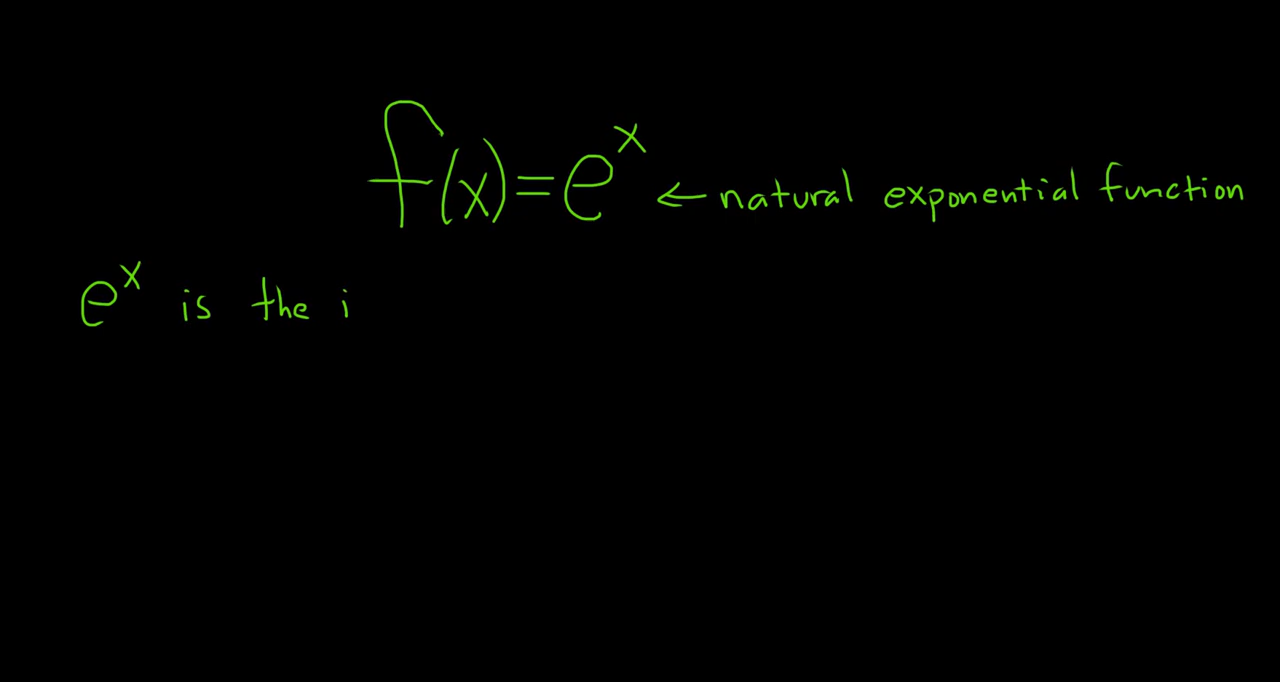 f(x)=e^x ← natural exponential function
e^x is the i